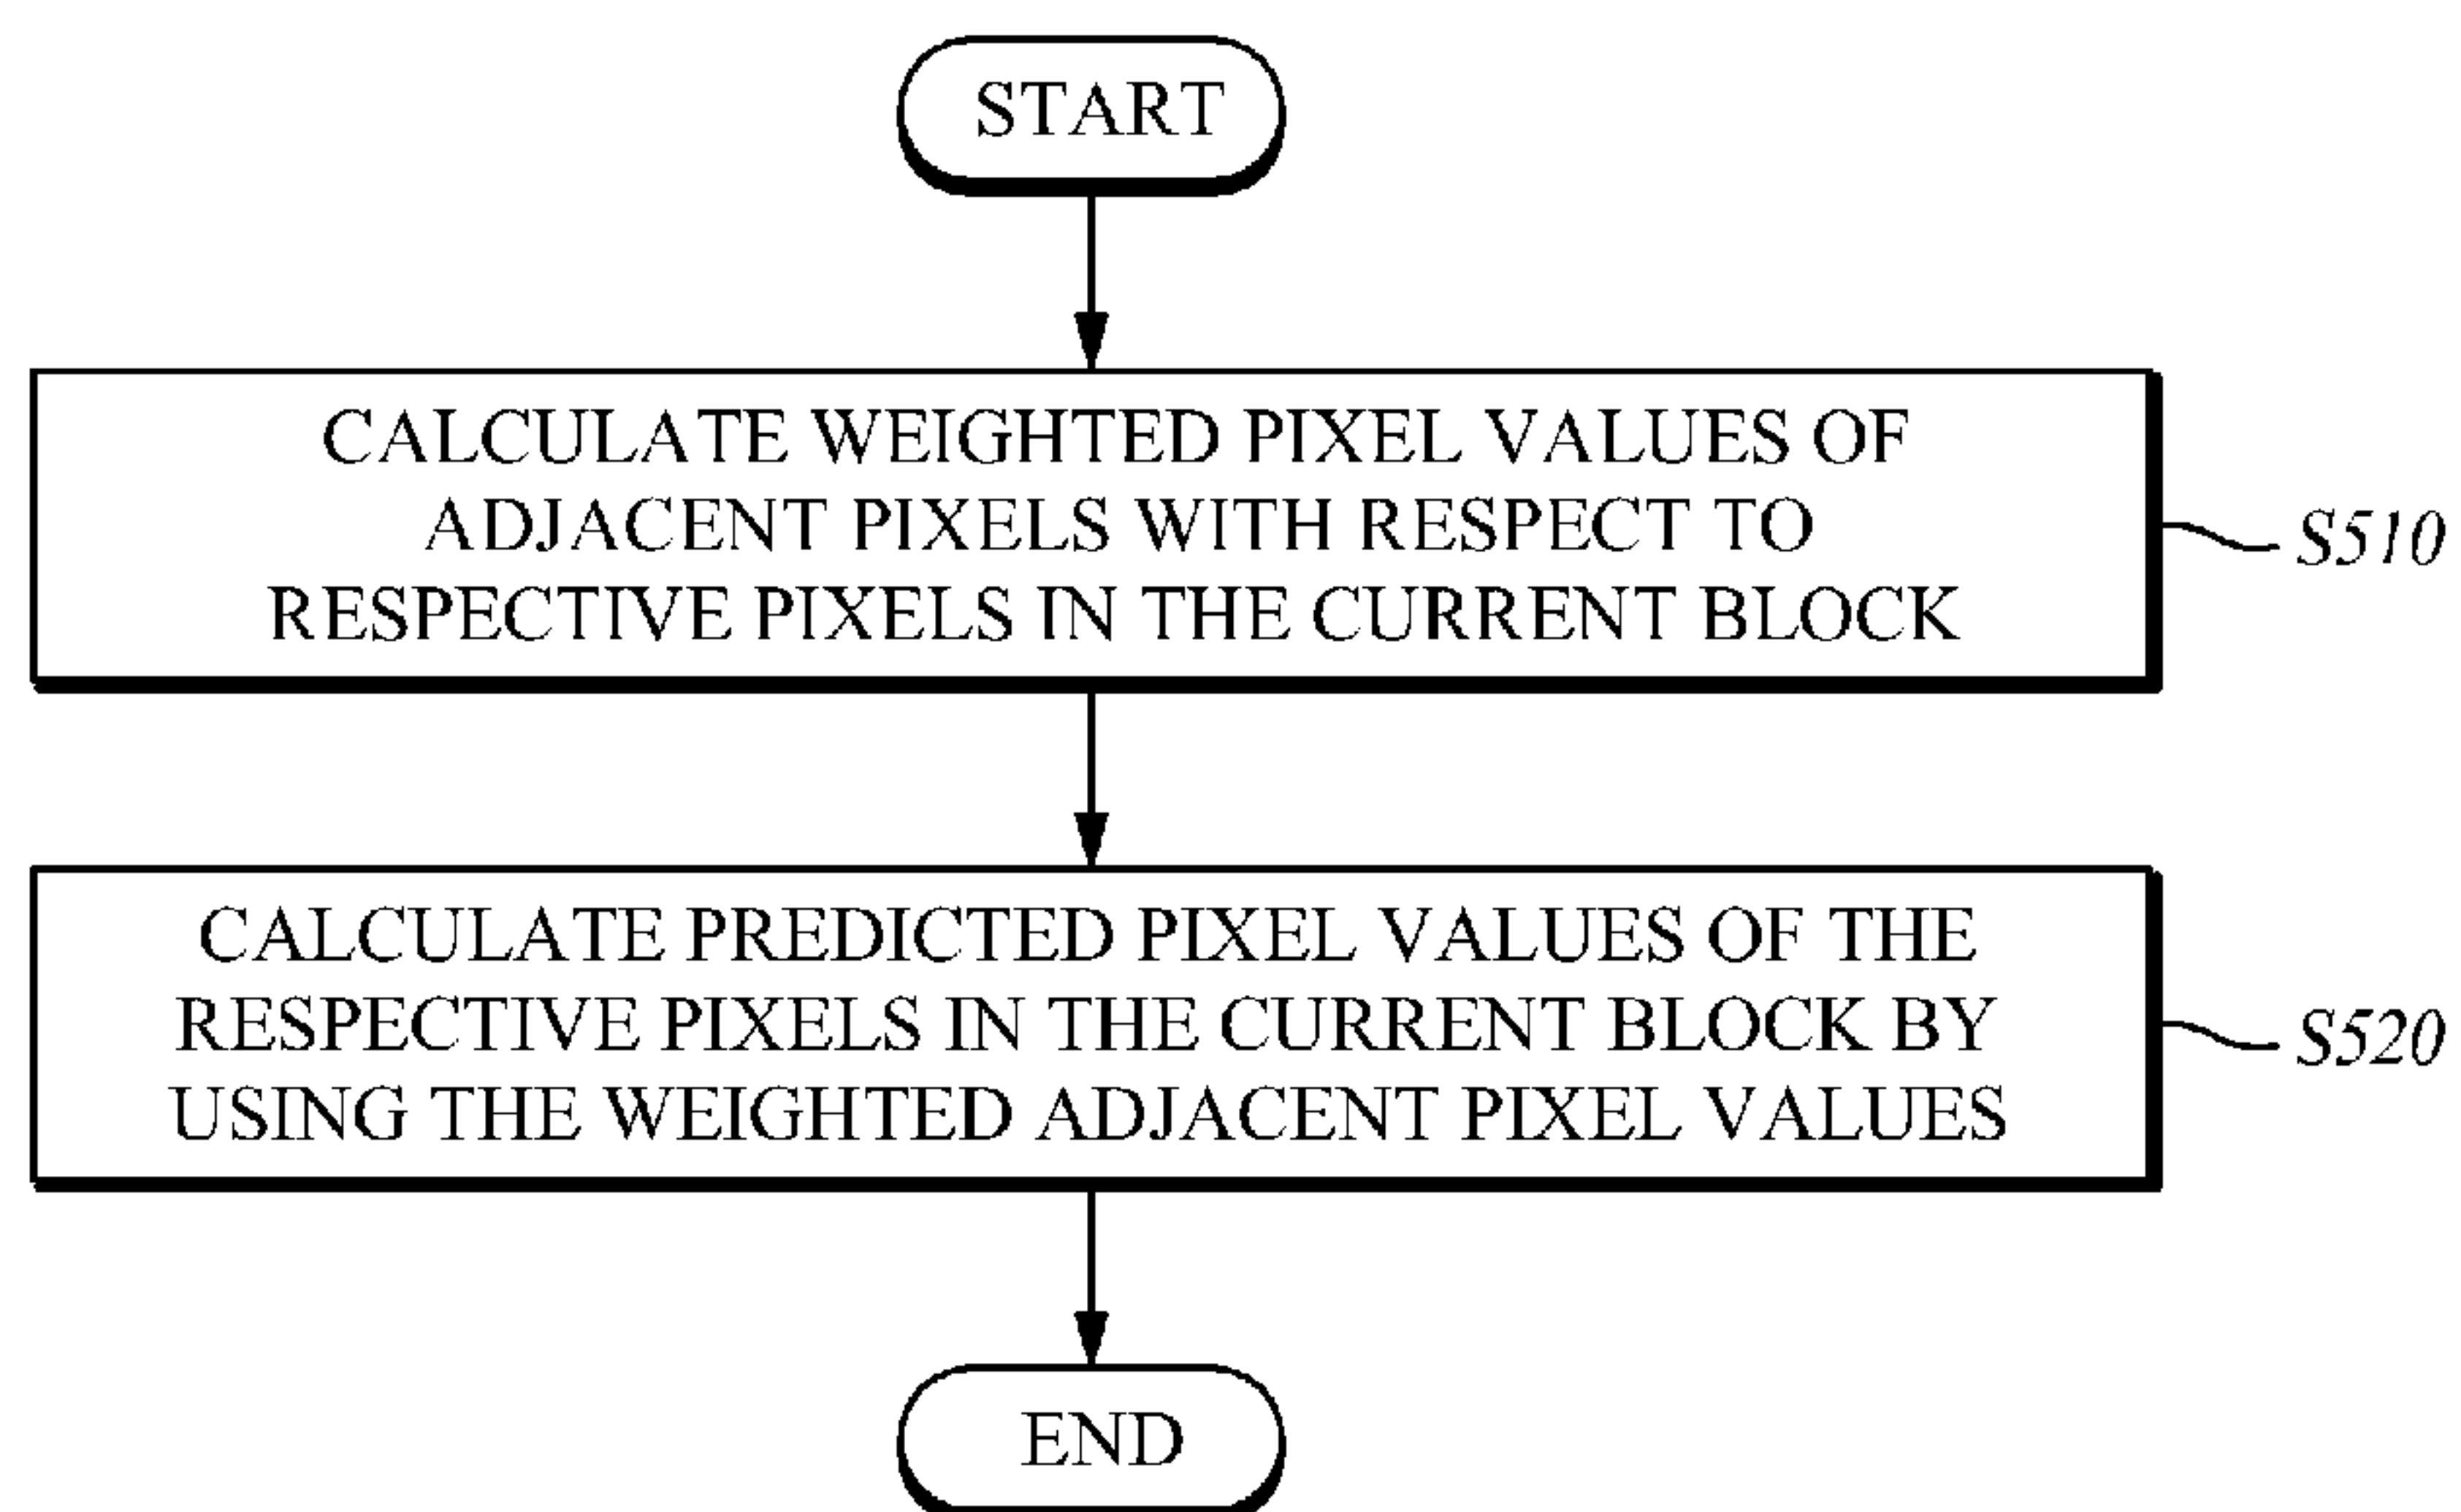 START
CALCULATE WEIGHTED PIXEL VALUES OF
ADJACENT PIXELS WITH RESPECT TO
RESPECTIVE PIXELS IN THE CURRENT BLOCK
S510
CALCULATE PREDICTED PIXEL VALUES OF THE
RESPECTIVE PIXELS IN THE CURRENT BLOCK BY
USING THE WEIGHTED ADJACENT PIXEL VALUES
S520
END